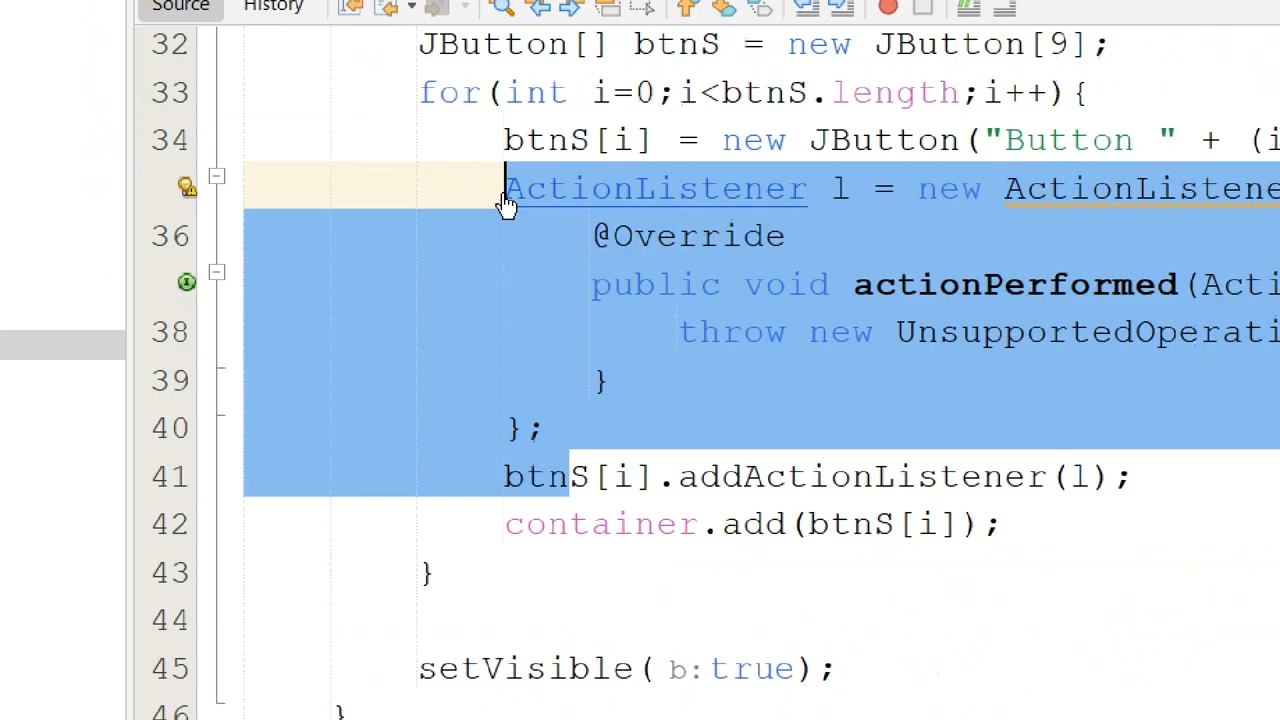 Source History
32 JButton[] btnS = new JButton[9];
33 for(int i=0;i<btnS.length;i++){
34 btnS[i] = new JButton("Button " + (i
ActionListener l = new ActionListene
36 @Override
public void actionPerformed(Acti
38 throw new UnsupportedOperati
39 }
40 };
41 btnS[i].addActionListener(l);
42 container.add(btnS[i]);
43 }
44
45 setVisible( b:true);
46 }